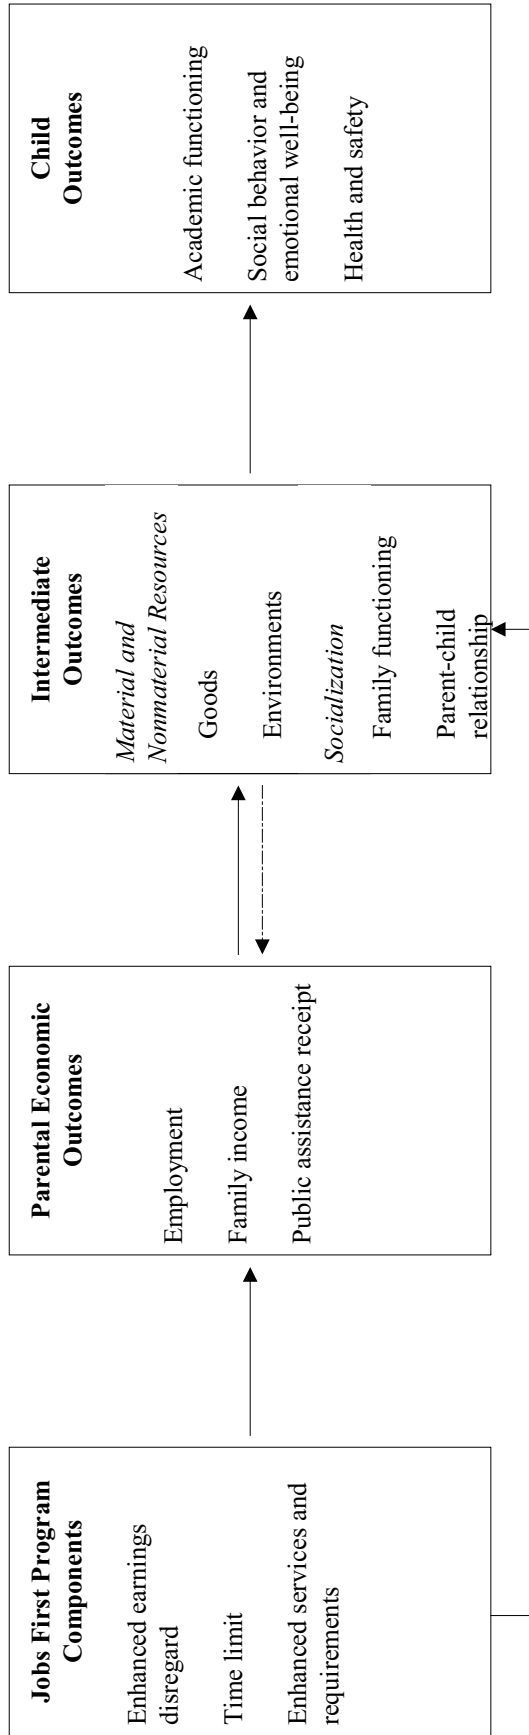 Jobs First Program
Components
Enhanced earnings
disregard
Time limit
Enhanced services and
requirements
Parental Economic
Outcomes
Employment
Family income
Public assistance receipt
Intermediate
Outcomes
Material and
Nonmaterial Resources
Goods
Environments
Socialization
Family functioning
Parent-child
relationship
Child
Outcomes
Academic functioning
Social behavior and
emotional well-being
Health and safety